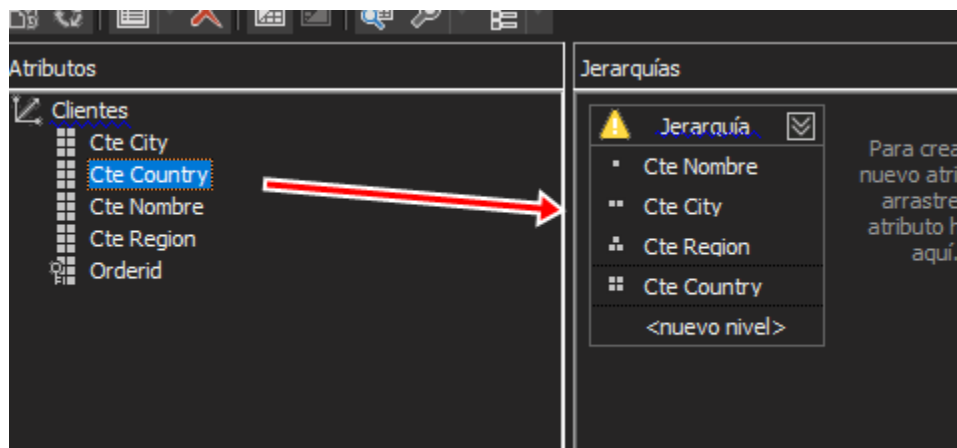 Atributos
Clientes
Cte City
Cte Country
Cte Nombre
Cte Region
Orderid
Jerarquías
Jerarquía
Cte Nombre
Cte City
Cte Region
Cte Country
<nuevo nivel>
Para crea
nuevo atri
arrastre
atributo h
aquí.